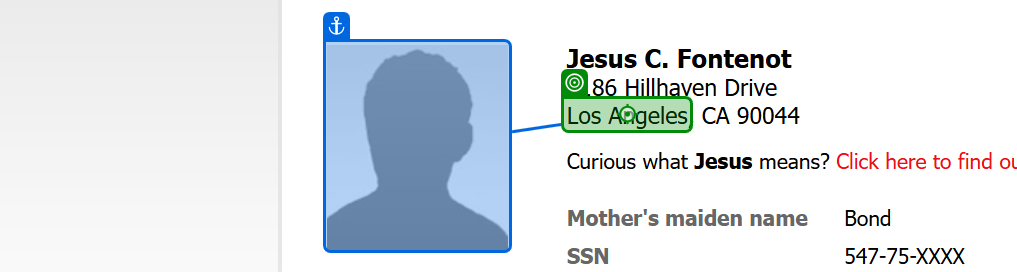 Jesus C. Fontenot
86 Hillhaven Drive
Los Angeles, CA 90044
Curious what Jesus means? Click here to find
Mother's maiden name Bond
SSN 547-75-XXXX